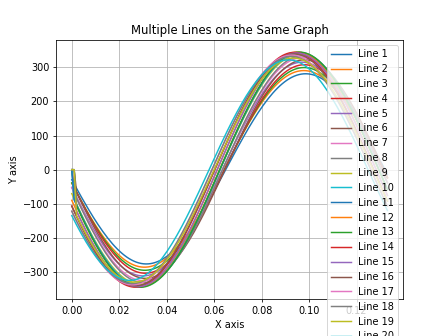 Multiple Lines on the Same Graph
300
200
100
0
−100
−200
−300
Y axis
0.00
0.02
0.04
0.06
0.08
0.10
X axis
Line 1
Line 2
Line 3
Line 4
Line 5
Line 6
Line 7
Line 8
Line 9
Line 10
Line 11
Line 12
Line 13
Line 14
Line 15
Line 16
Line 17
Line 18
Line 19
Line 20